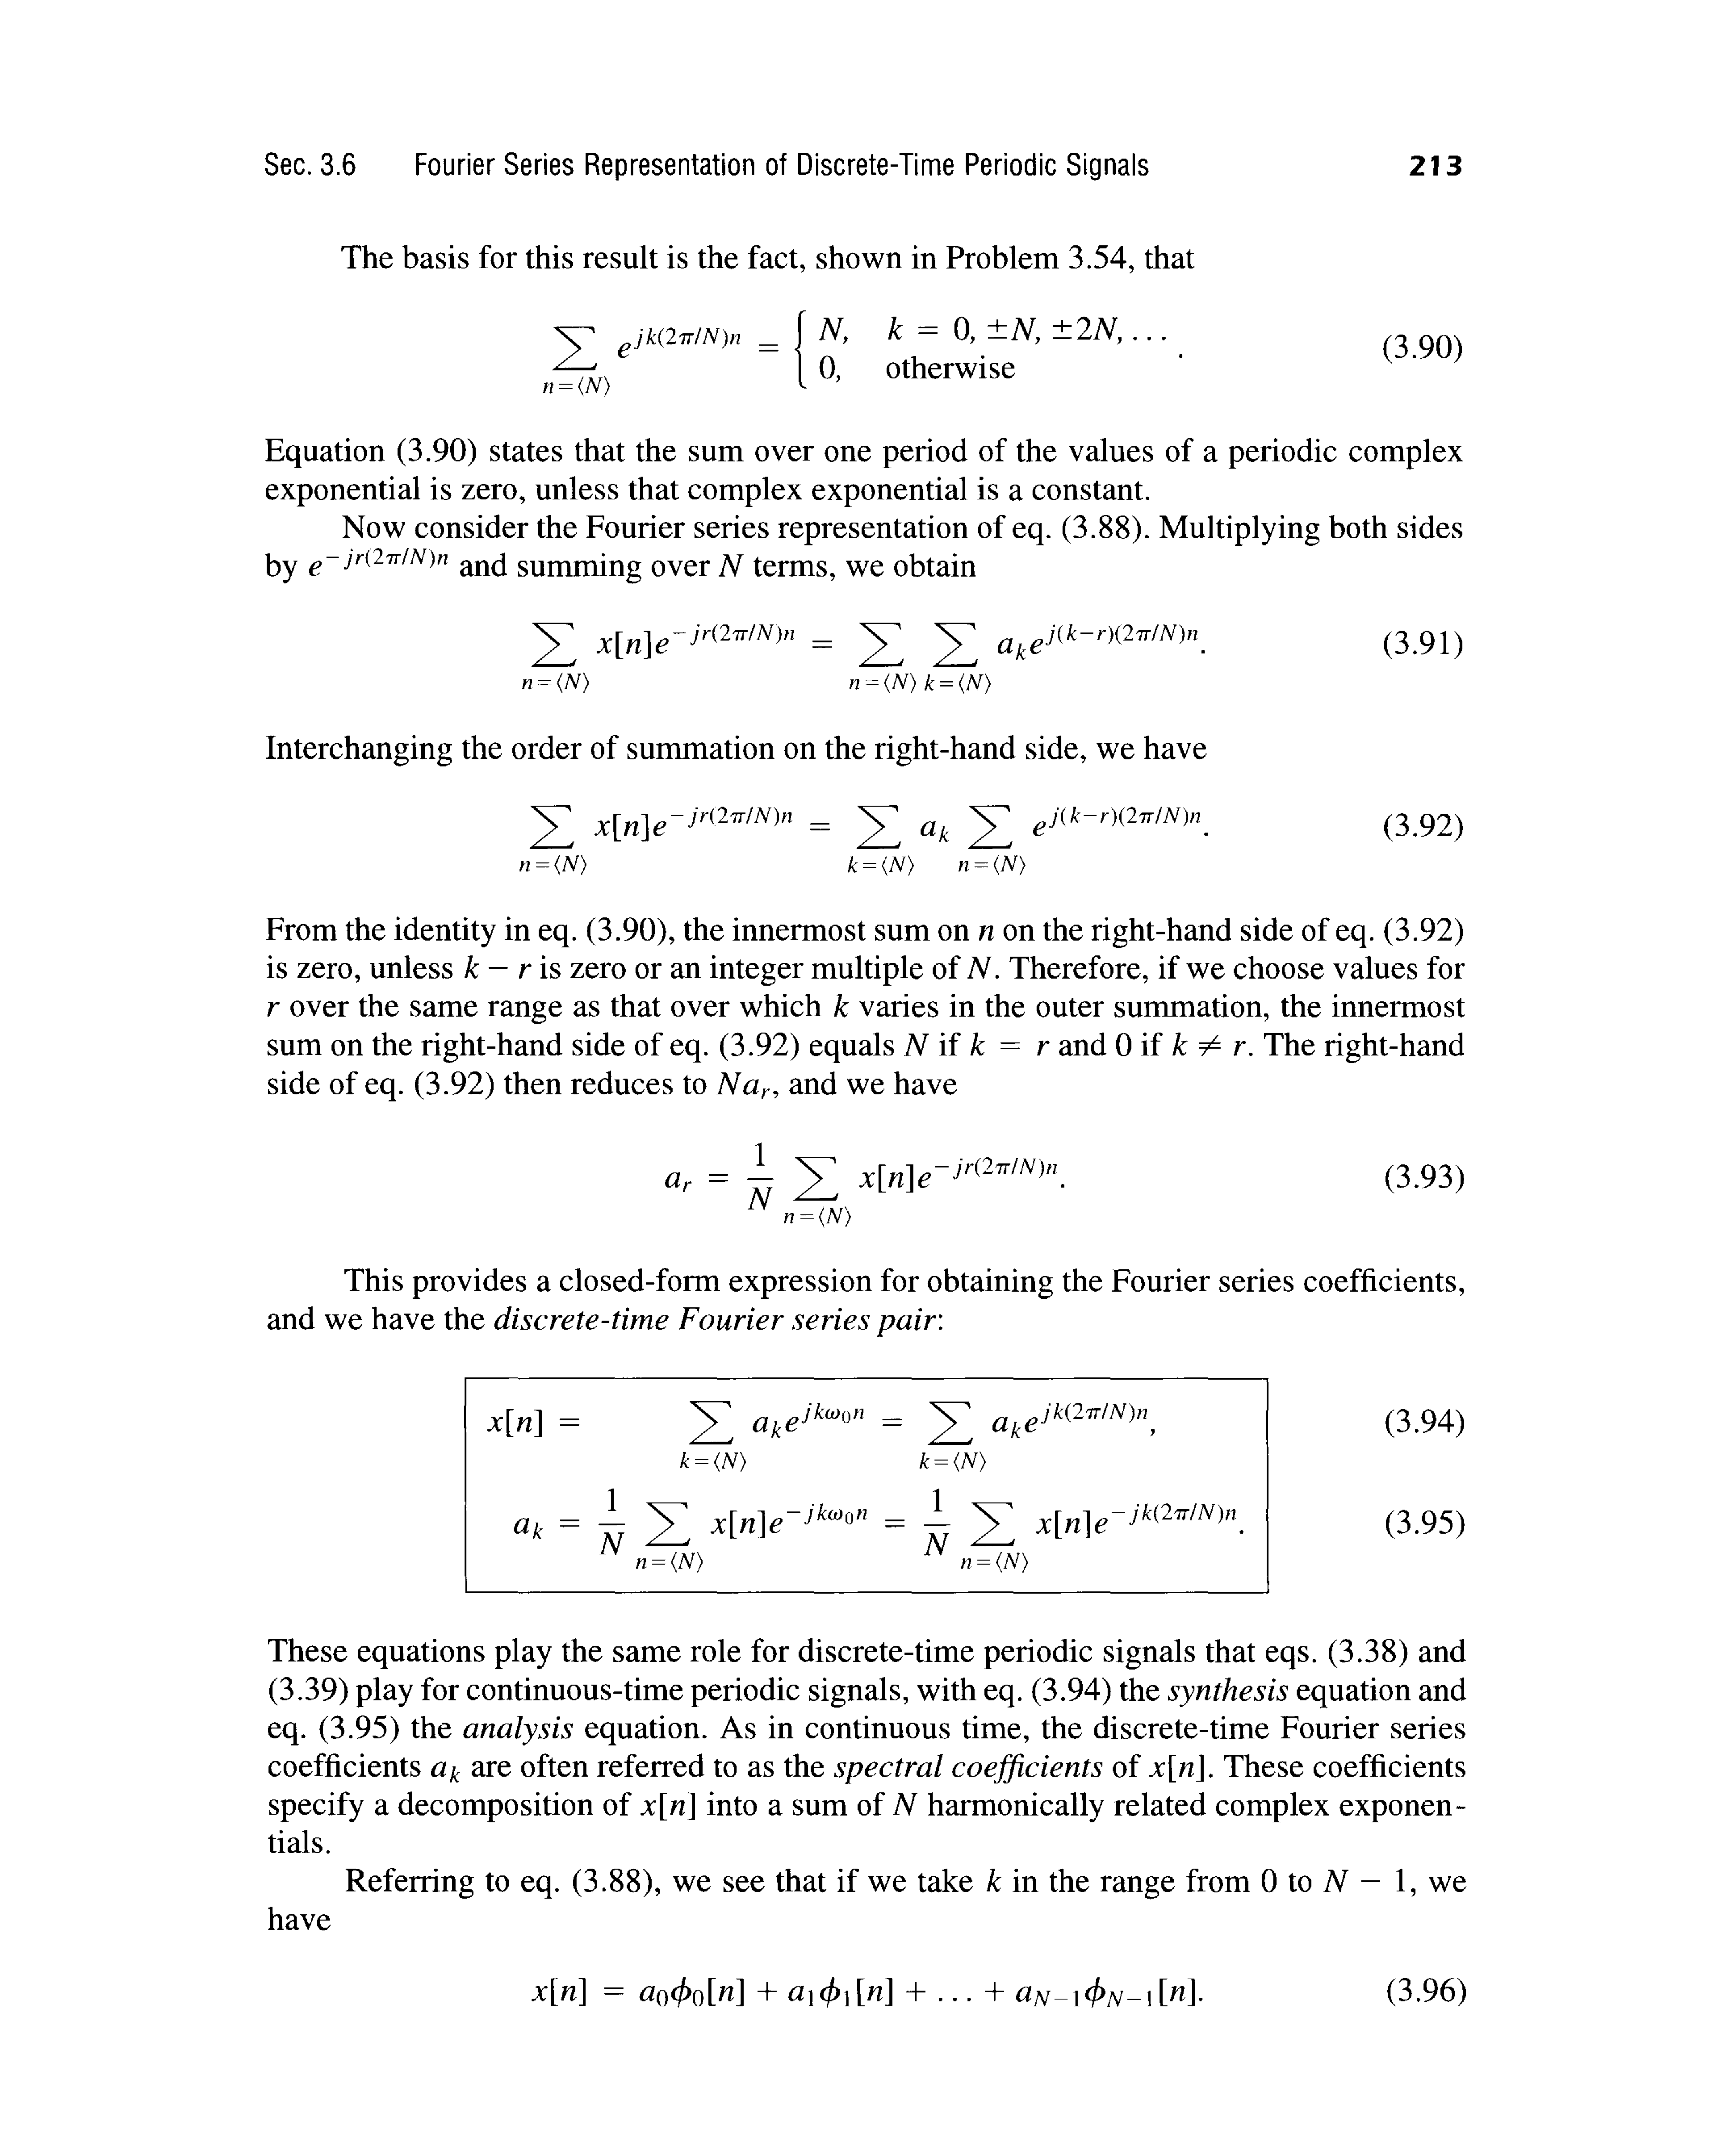 Sec. 3.6 Fourier Series Representation of Discrete-Time Periodic Signals 213
The basis for this result is the fact, shown in Problem 3.54, that
$$\sum_{n=\langle N\rangle} e^{jk(2\pi/N)n} = \begin{cases} N, & k = 0, \pm N, \pm 2N, \ldots \\ 0, & \text{otherwise} \end{cases}.$$ (3.90)
Equation (3.90) states that the sum over one period of the values of a periodic complex
exponential is zero, unless that complex exponential is a constant.
Now consider the Fourier series representation of eq. (3.88). Multiplying both sides
by $e^{-jr(2\pi/N)n}$ and summing over N terms, we obtain
$$\sum_{n=\langle N\rangle} x[n]e^{-jr(2\pi/N)n} = \sum_{n=\langle N\rangle} \sum_{k=\langle N\rangle} a_k e^{j(k-r)(2\pi/N)n}.$$ (3.91)
Interchanging the order of summation on the right-hand side, we have
$$\sum_{n=\langle N\rangle} x[n]e^{-jr(2\pi/N)n} = \sum_{k=\langle N\rangle} a_k \sum_{n=\langle N\rangle} e^{j(k-r)(2\pi/N)n}.$$ (3.92)
From the identity in eq. (3.90), the innermost sum on n on the right-hand side of eq. (3.92)
is zero, unless k − r is zero or an integer multiple of N. Therefore, if we choose values for
r over the same range as that over which k varies in the outer summation, the innermost
sum on the right-hand side of eq. (3.92) equals N if k = r and 0 if k ≠ r. The right-hand
side of eq. (3.92) then reduces to $Na_r$, and we have
$$a_r = \frac{1}{N} \sum_{n=\langle N\rangle} x[n]e^{-jr(2\pi/N)n}.$$ (3.93)
This provides a closed-form expression for obtaining the Fourier series coefficients,
and we have the discrete-time Fourier series pair:
$$x[n] = \sum_{k=\langle N\rangle} a_k e^{jk\omega_0 n} = \sum_{k=\langle N\rangle} a_k e^{jk(2\pi/N)n},$$ (3.94)
$$a_k = \frac{1}{N} \sum_{n=\langle N\rangle} x[n]e^{-jk\omega_0 n} = \frac{1}{N} \sum_{n=\langle N\rangle} x[n]e^{-jk(2\pi/N)n}.$$ (3.95)
These equations play the same role for discrete-time periodic signals that eqs. (3.38) and
(3.39) play for continuous-time periodic signals, with eq. (3.94) the synthesis equation and
eq. (3.95) the analysis equation. As in continuous time, the discrete-time Fourier series
coefficients $a_k$ are often referred to as the spectral coefficients of x[n]. These coefficients
specify a decomposition of x[n] into a sum of N harmonically related complex exponen-
tials.
Referring to eq. (3.88), we see that if we take k in the range from 0 to N − 1, we
have
$$x[n] = a_0\phi_0[n] + a_1\phi_1[n] + \ldots + a_{N-1}\phi_{N-1}[n].$$ (3.96)